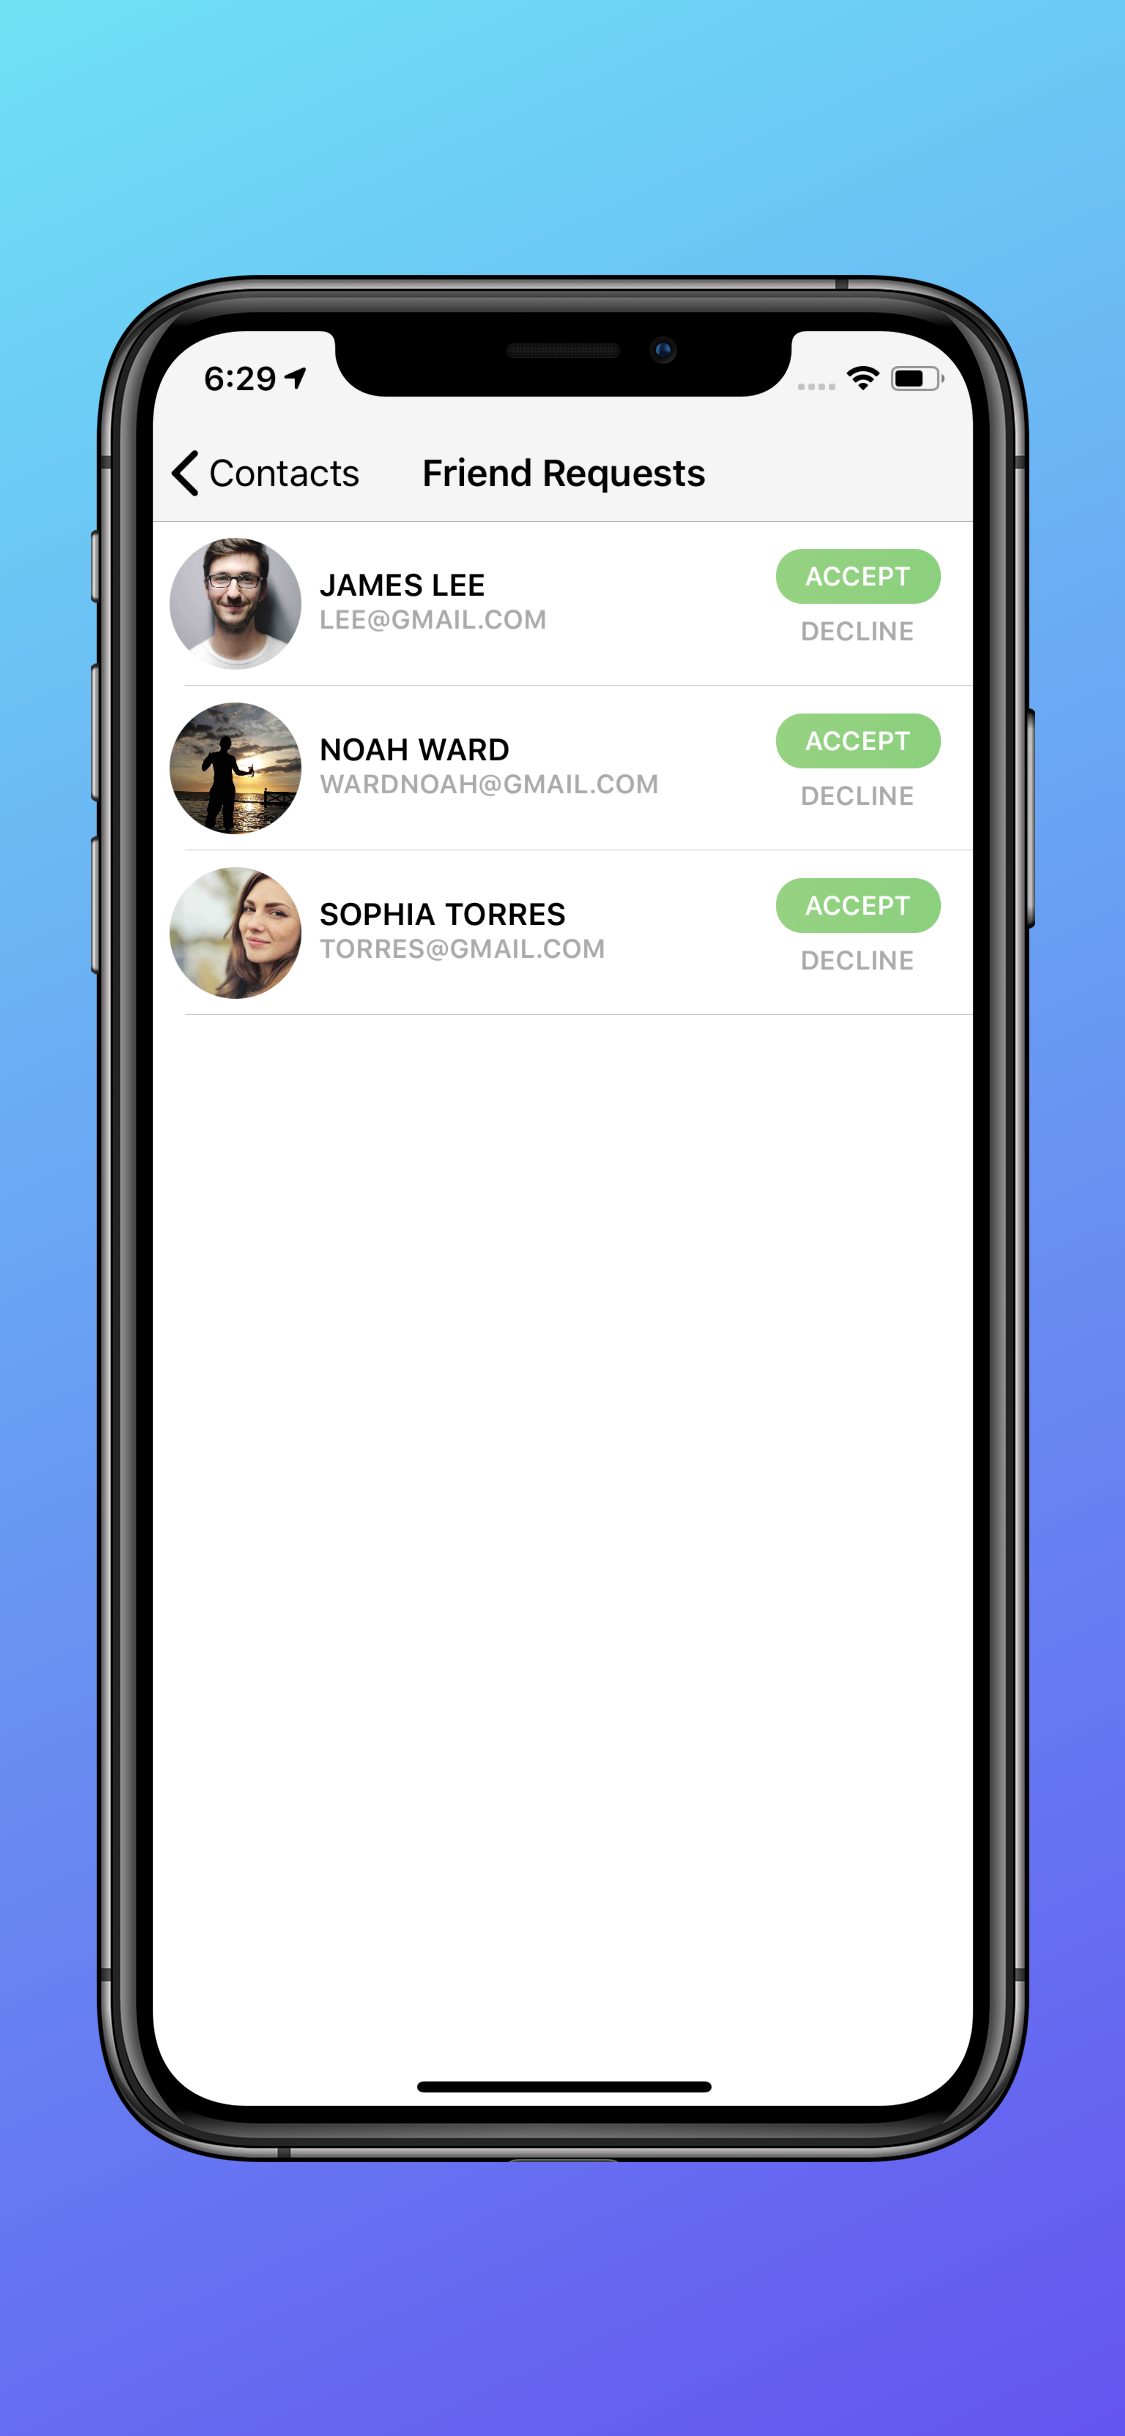 6:29
Contacts Friend Requests
JAMES LEE
LEE@GMAIL.COM
ACCEPT
DECLINE
NOAH WARD
WARDNOAH@GMAIL.COM
ACCEPT
DECLINE
SOPHIA TORRES
TORRES@GMAIL.COM
ACCEPT
DECLINE